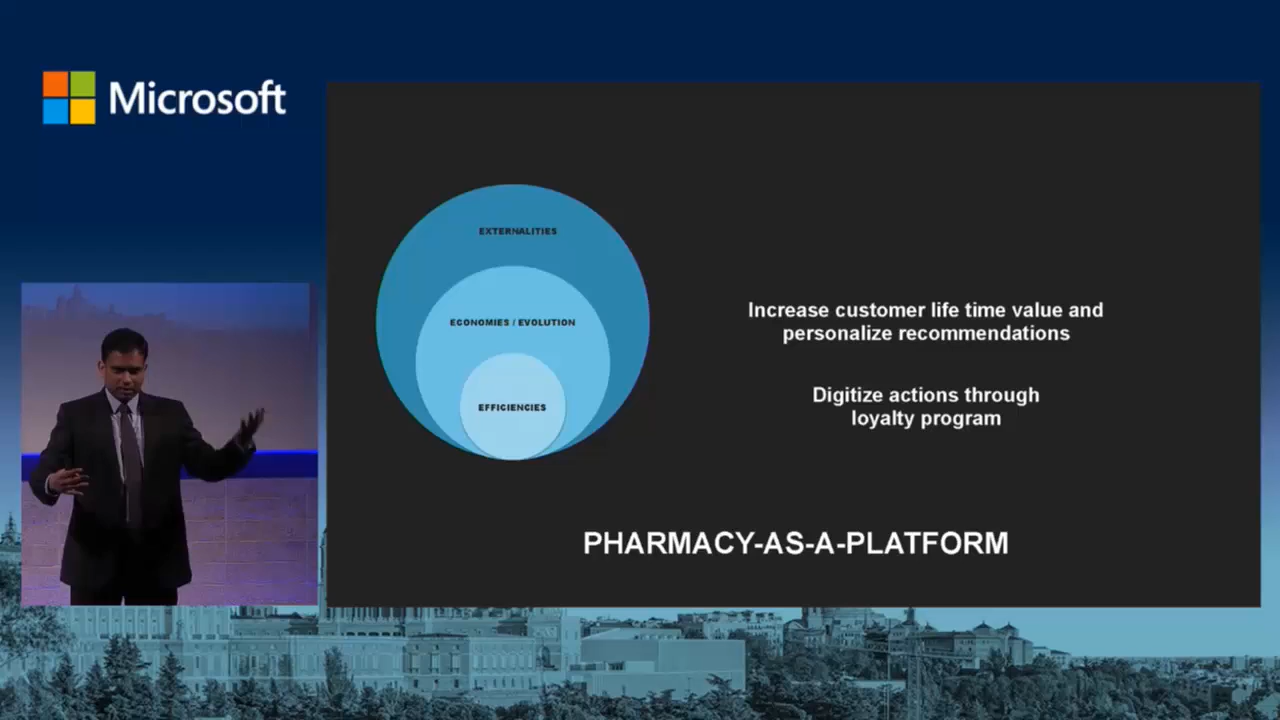 Microsoft
EXTERNALITIES
ECONOMIES / EVOLUTION
EFFICIENCIES
Increase customer life time value and
personalize recommendations
Digitize actions through
loyalty program
PHARMACY-AS-A-PLATFORM